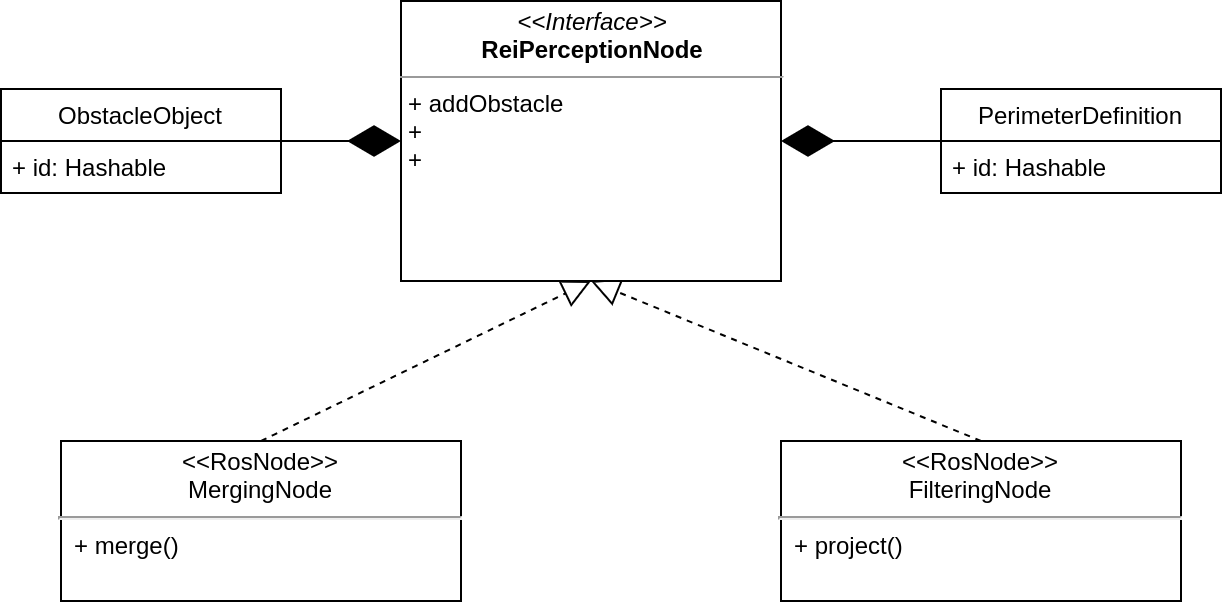 <<Interface>>
ReiPerceptionNode
+ addObstacle
+
+
ObstacleObject
+ id: Hashable
PerimeterDefinition
+ id: Hashable
<<RosNode>>
MergingNode
+ merge()
<<RosNode>>
FilteringNode
+ project()